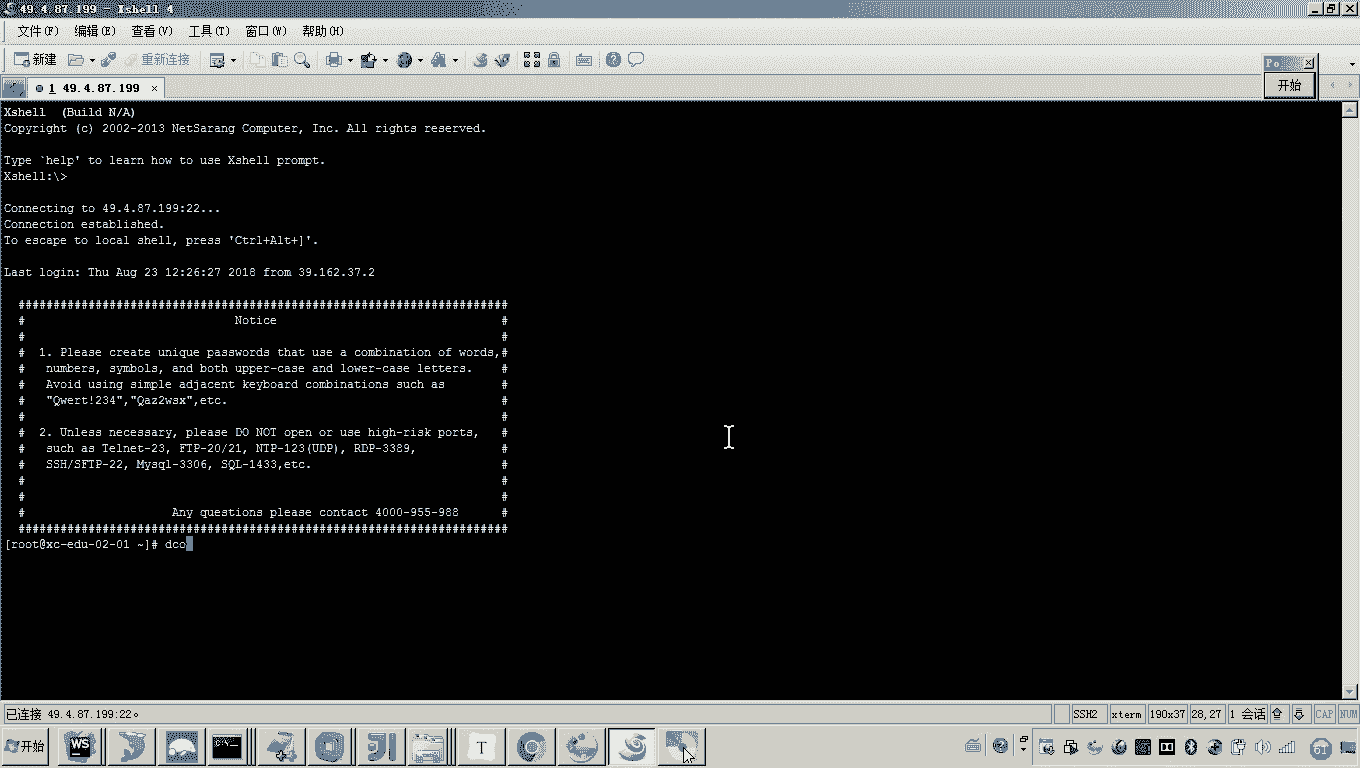 49.4.87.199 - Xshell 4
文件(F) 编辑(E) 查看(V) 工具(T) 窗口(W) 帮助(H)
新建 重新连接
1 49.4.87.199
开始
Xshell (Build N/A)
Copyright (c) 2002-2013 NetSarang Computer, Inc. All rights reserved.
Type `help' to learn how to use Xshell prompt.
Xshell:\>
Connecting to 49.4.87.199:22...
Connection established.
To escape to local shell, press 'Ctrl+Alt+]'.
Last login: Thu Aug 23 12:26:27 2018 from 39.162.37.2
######################################################################
# Notice #
# #
# 1. Please create unique passwords that use a combination of words,#
# numbers, symbols, and both upper-case and lower-case letters. #
# Avoid using simple adjacent keyboard combinations such as #
# "Qwert!234","Qaz2wsx",etc. #
# #
# 2. Unless necessary, please DO NOT open or use high-risk ports, #
# such as Telnet-23, FTP-20/21, NTP-123(UDP), RDP-3389, #
# SSH/SFTP-22, Mysql-3306, SQL-1433,etc. #
# #
# #
# Any questions please contact 4000-955-988 #
######################################################################
[root@xc-edu-02-01 ~]# dco
已连接 49.4.87.199:22。 SSH2 xterm 190x37 28,27 1 会话 CAP NUM
开始 WS T